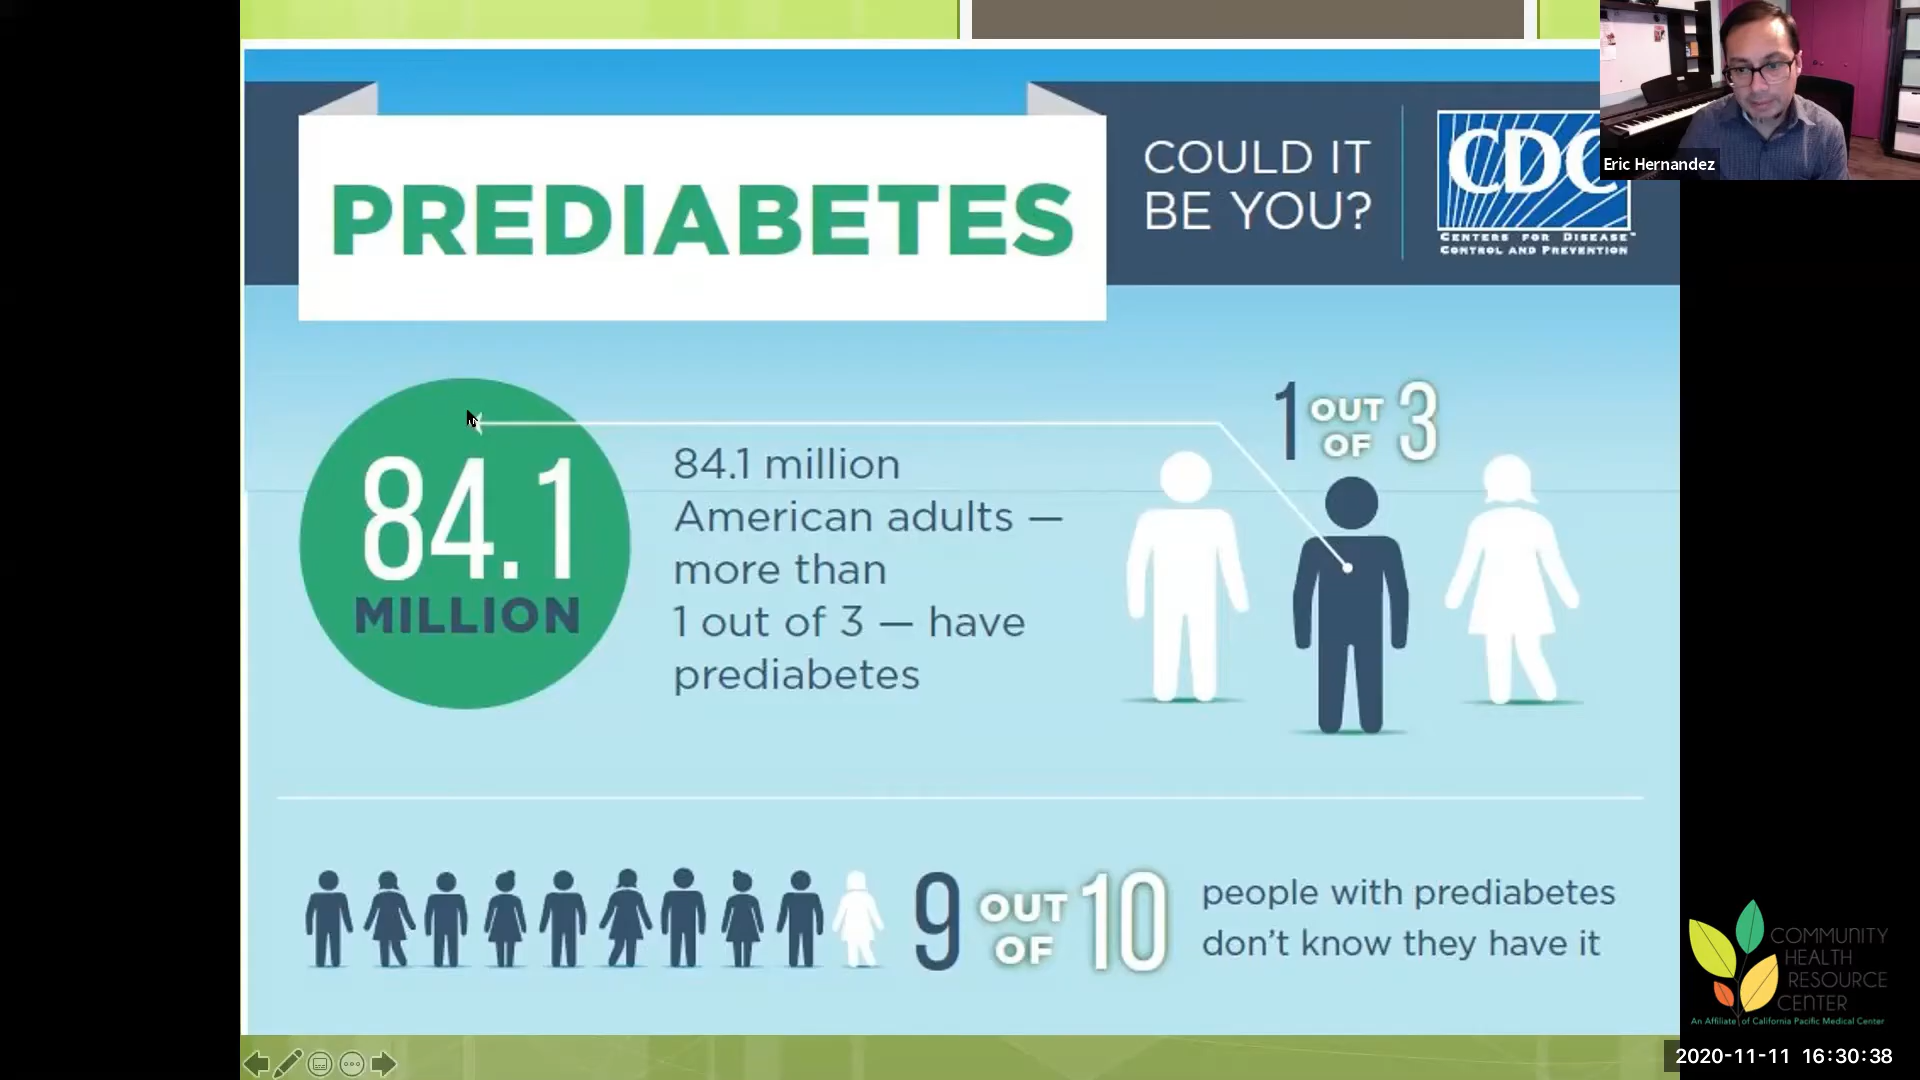 PREDIABETES
COULD IT
BE YOU?
CDC
CENTERS FOR DISEASE™
CONTROL AND PREVENTION
Eric Hernandez
84.1
MILLION
84.1 million
American adults —
more than
1 out of 3 — have
prediabetes
1 OUT OF 3
9 OUT OF 10
people with prediabetes
don't know they have it
COMMUNITY
HEALTH
RESOURCE
CENTER
An Affiliate of California Pacific Medical Center
2020-11-11 16:30:38